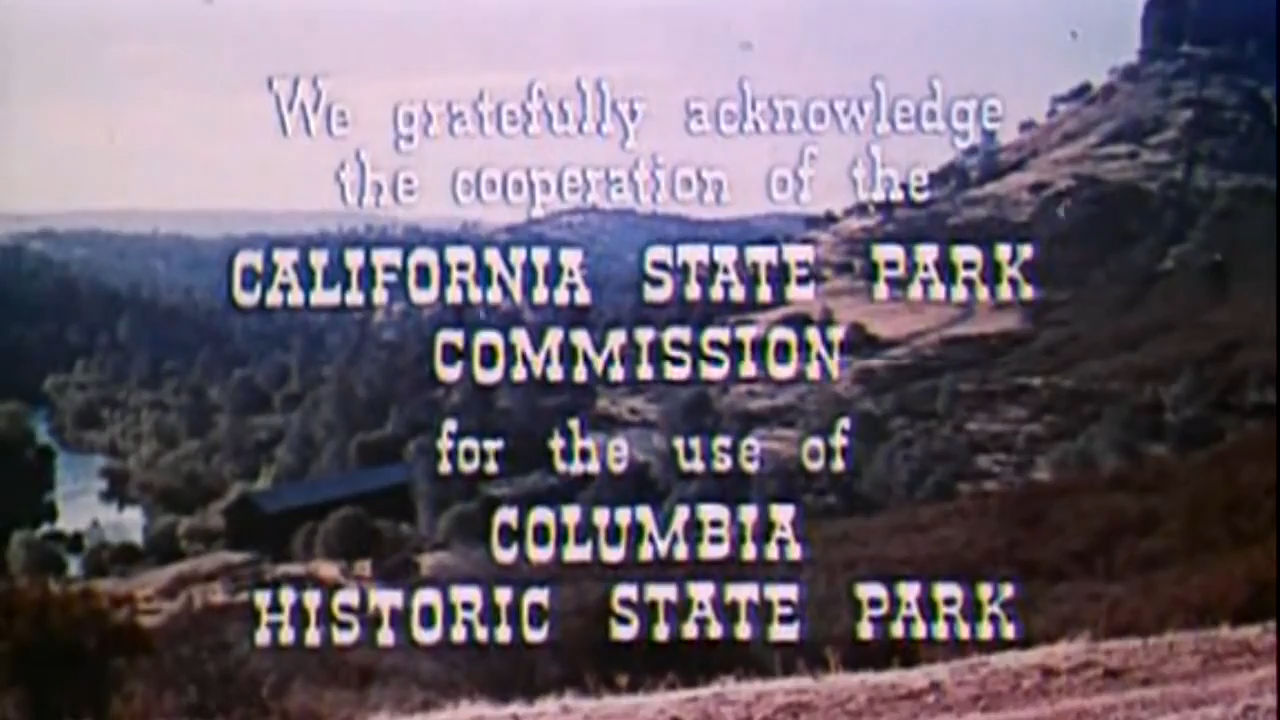 We gratefully acknowledge
the cooperation of the
CALIFORNIA STATE PARK
COMMISSION
for the use of
COLUMBIA
HISTORIC STATE PARK